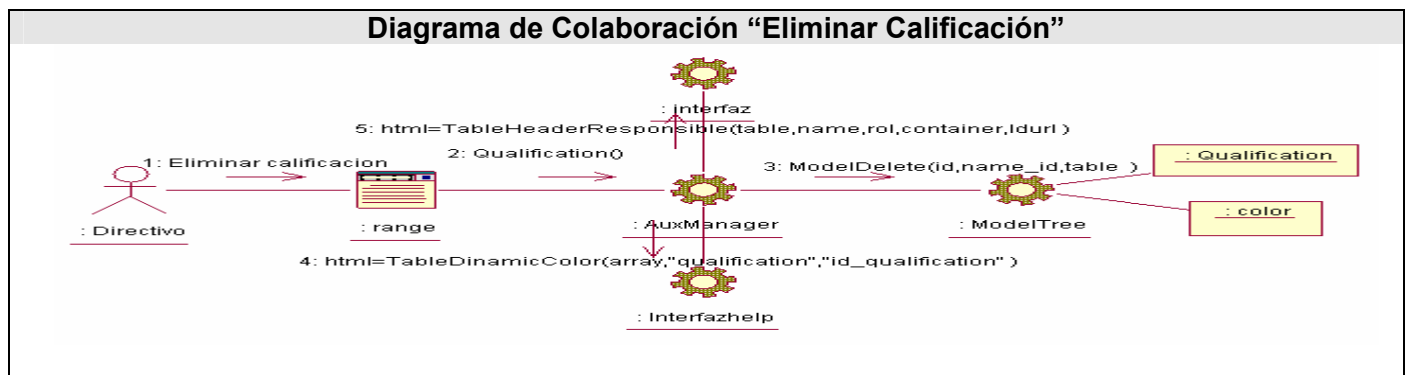 Diagrama de Colaboración “Eliminar Calificación”
: interfaz
5: html=TableHeaderResponsible(table,name,rol,container,Idurl )
1: Eliminar calificacion
2: Qualification()
3: ModelDelete(id,name_id,table )
: Qualification
: color
: Directivo
: range
: AuxManager
: ModelTree
4: html=TableDinamicColor(array,"qualification","id_qualification" )
: Interfazhelp